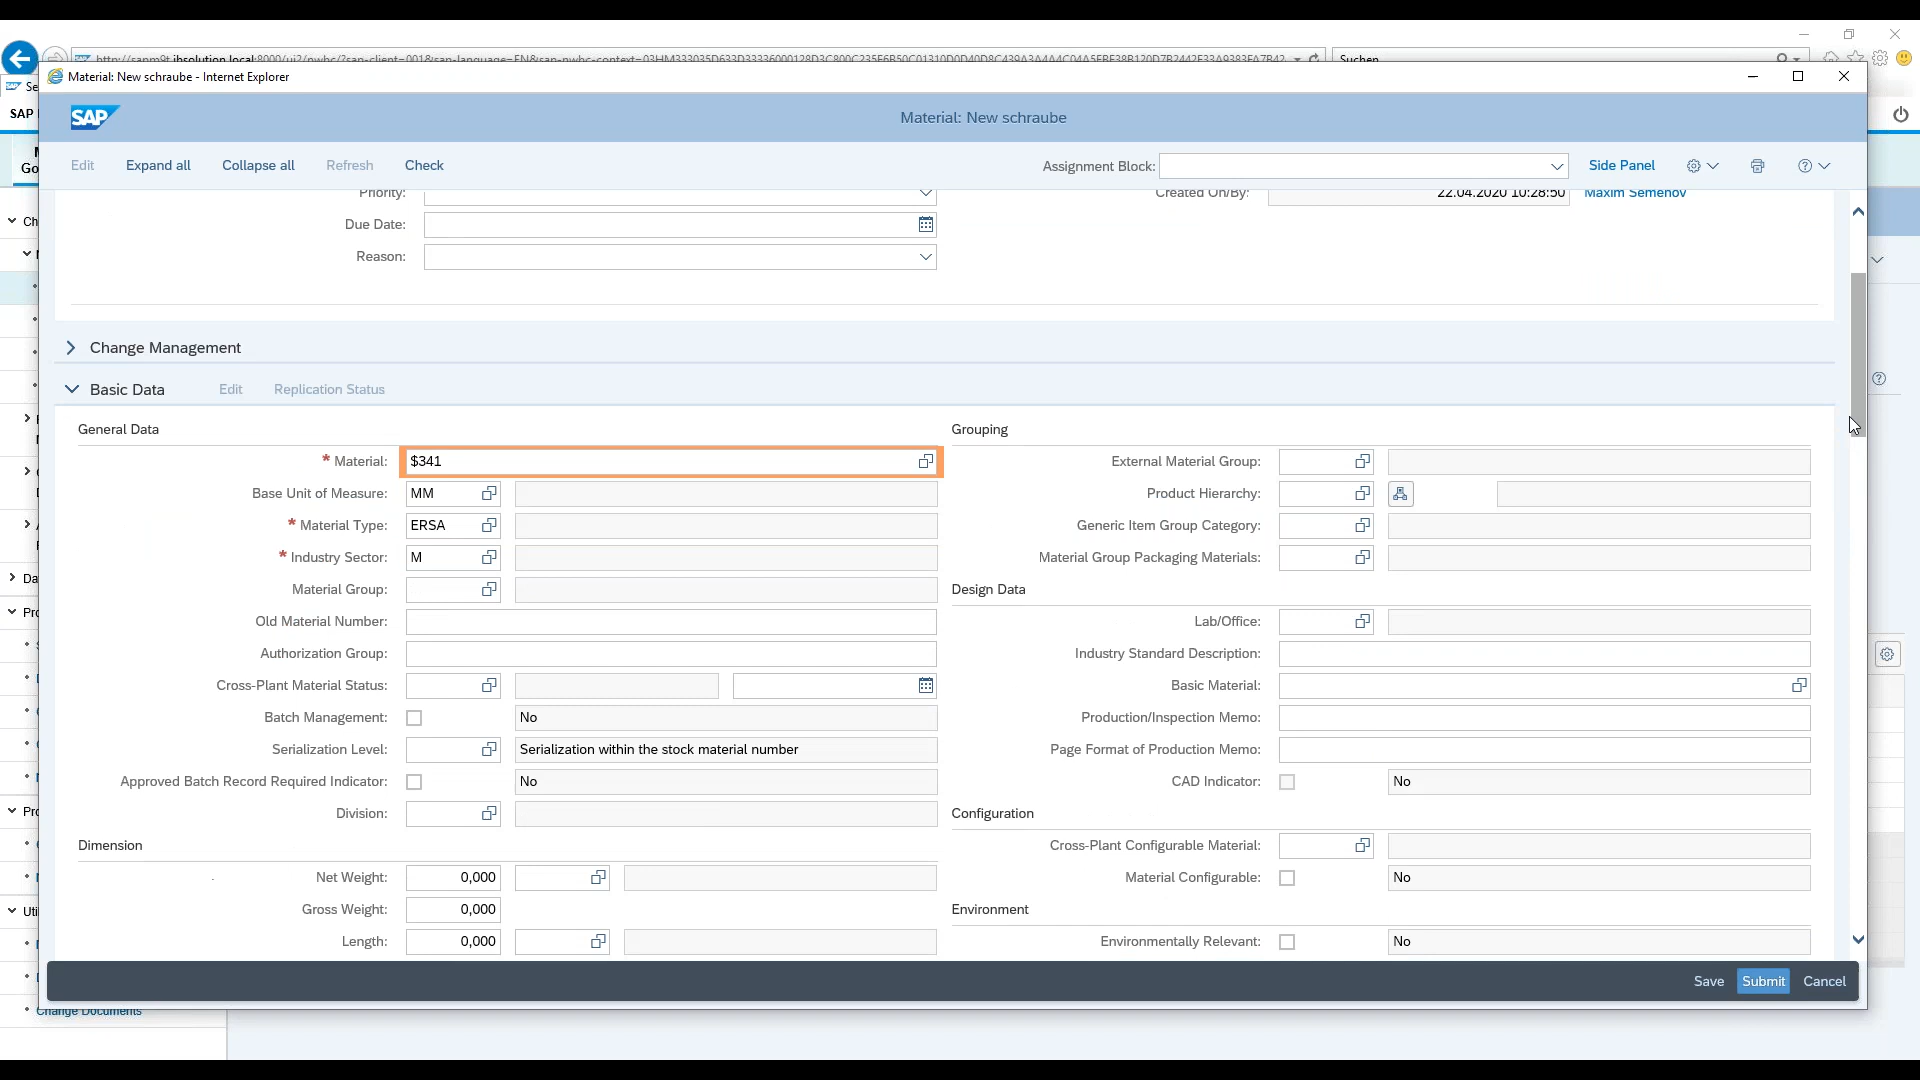 Suchen
Material: New schraube - Internet Explorer
SAP
SAP
Material: New schraube
Edit
Expand all
Collapse all
Refresh
Check
Assignment Block:
Side Panel
Priority:
Created On/By:
22.04.2020 10:28:50
Maxim Semenov
Due Date:
Reason:
Change Management
Basic Data
Edit
Replication Status
General Data
Grouping
* Material:
$341
External Material Group:
Base Unit of Measure:
MM
Product Hierarchy:
* Material Type:
ERSA
Generic Item Group Category:
* Industry Sector:
M
Material Group Packaging Materials:
Material Group:
Design Data
Old Material Number:
Lab/Office:
Authorization Group:
Industry Standard Description:
Cross-Plant Material Status:
Basic Material:
Batch Management:
No
Production/Inspection Memo:
Serialization Level:
Serialization within the stock material number
Page Format of Production Memo:
Approved Batch Record Required Indicator:
No
CAD Indicator:
No
Division:
Configuration
Dimension
Cross-Plant Configurable Material:
Net Weight:
0,000
Material Configurable:
No
Gross Weight:
0,000
Environment
Length:
0,000
Environmentally Relevant:
No
Save
Submit
Cancel
Change Documents